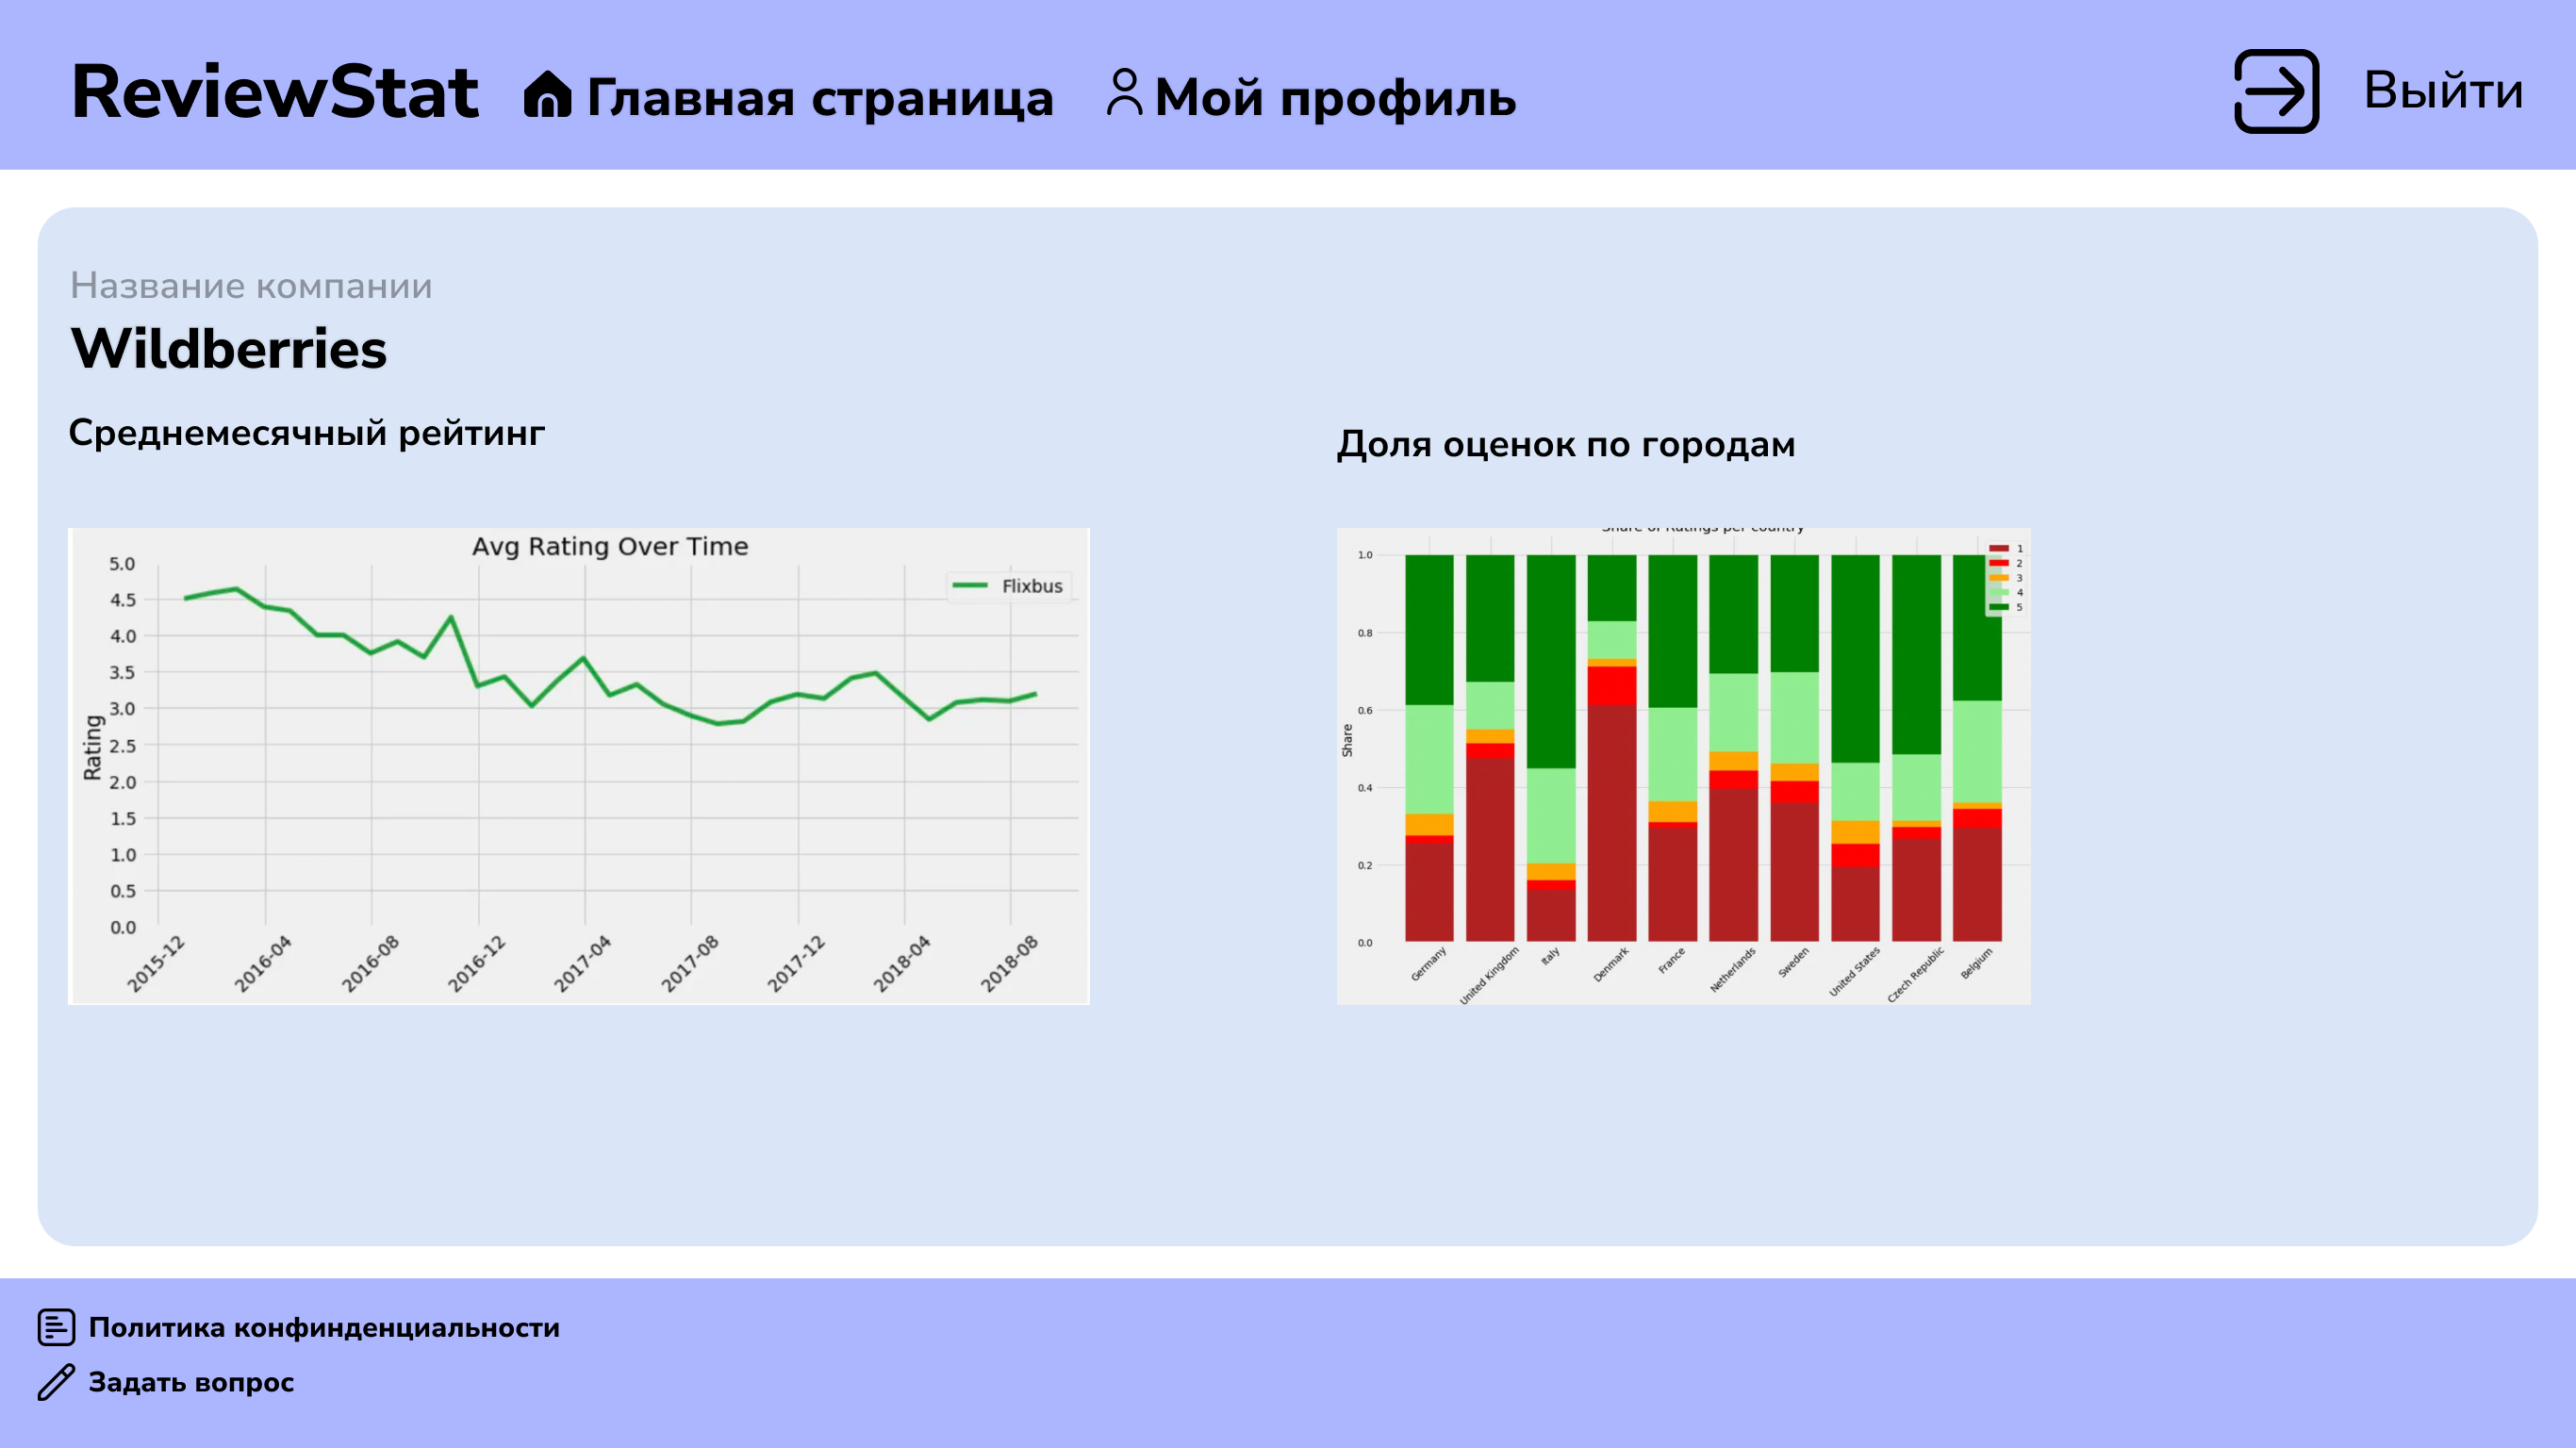 ReviewStat Главная страница Мой профиль Выйти
Название компании
Wildberries
Среднемесячный рейтинг
Avg Rating Over Time
Flixbus
Rating
5.0
4.5
4.0
3.5
3.0
2.5
2.0
1.5
1.0
0.5
0.0
2015-12 2016-04 2016-08 2016-12 2017-04 2017-08 2017-12 2018-04 2018-08
Доля оценок по городам
Share of Ratings per country
1
2
3
4
5
Share
1.0
0.8
0.6
0.4
0.2
0.0
Germany United Kingdom Italy Denmark France Netherlands Sweden United States Czech Republic Belgium
Политика конфинденциальности
Задать вопрос